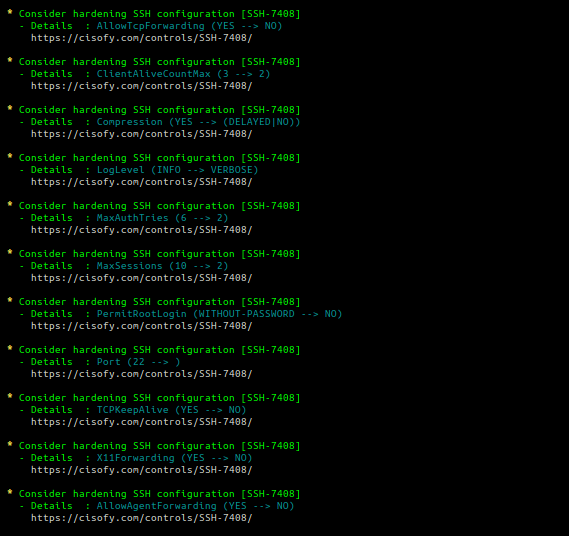 * Consider hardening SSH configuration [SSH-7408]
- Details  : AllowTcpForwarding (YES --> NO)
https://cisofy.com/controls/SSH-7408/
* Consider hardening SSH configuration [SSH-7408]
- Details  : ClientAliveCountMax (3 --> 2)
https://cisofy.com/controls/SSH-7408/
* Consider hardening SSH configuration [SSH-7408]
- Details  : Compression (YES --> (DELAYED|NO))
https://cisofy.com/controls/SSH-7408/
* Consider hardening SSH configuration [SSH-7408]
- Details  : LogLevel (INFO --> VERBOSE)
https://cisofy.com/controls/SSH-7408/
* Consider hardening SSH configuration [SSH-7408]
- Details  : MaxAuthTries (6 --> 2)
https://cisofy.com/controls/SSH-7408/
* Consider hardening SSH configuration [SSH-7408]
- Details  : MaxSessions (10 --> 2)
https://cisofy.com/controls/SSH-7408/
* Consider hardening SSH configuration [SSH-7408]
- Details  : PermitRootLogin (WITHOUT-PASSWORD --> NO)
https://cisofy.com/controls/SSH-7408/
* Consider hardening SSH configuration [SSH-7408]
- Details  : Port (22 --> )
https://cisofy.com/controls/SSH-7408/
* Consider hardening SSH configuration [SSH-7408]
- Details  : TCPKeepAlive (YES --> NO)
https://cisofy.com/controls/SSH-7408/
* Consider hardening SSH configuration [SSH-7408]
- Details  : X11Forwarding (YES --> NO)
https://cisofy.com/controls/SSH-7408/
* Consider hardening SSH configuration [SSH-7408]
- Details  : AllowAgentForwarding (YES --> NO)
https://cisofy.com/controls/SSH-7408/